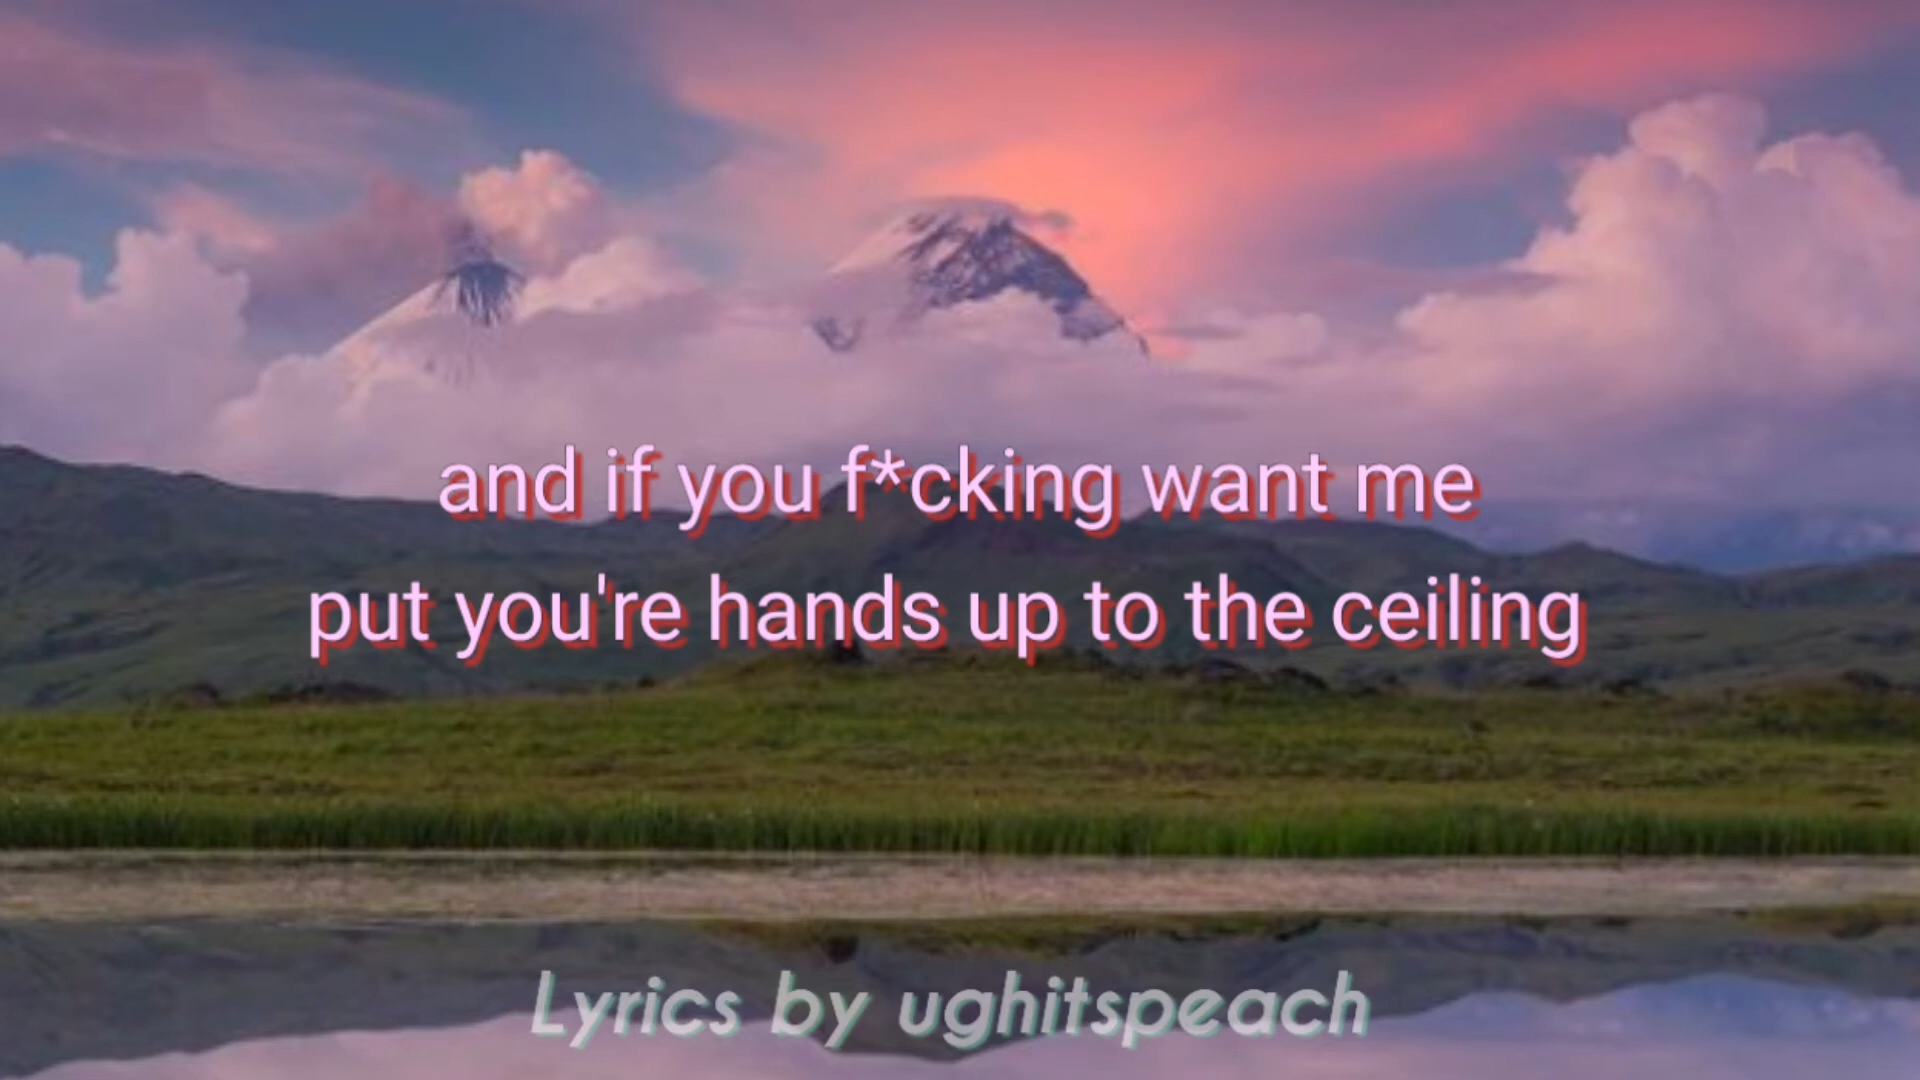 and if you f*cking want me
put you're hands up to the ceiling
Lyrics by ughitspeach